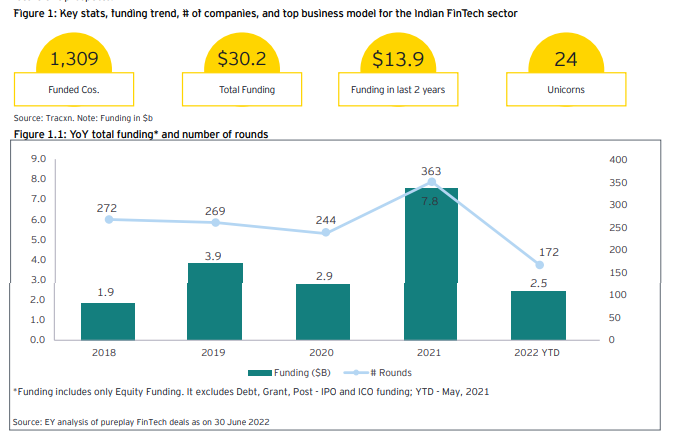 Figure 1: Key stats, funding trend, # of companies, and top business model for the Indian FinTech sector
1,309 $30.2 $13.9 24
Funded Cos. Total Funding Funding in last 2 years Unicorns
Source: Tracxn. Note: Funding in $b
Figure 1.1: YoY total funding* and number of rounds
9.0 400
8.0 363 350
7.0 7.8 300
6.0 272 269 244 250
5.0 172 200
4.0 3.9 150
3.0 2.9 2.5 100
2.0 1.9
1.0 50
0.0 0
2018 2019 2020 2021 2022 YTD
Funding ($B) # Rounds
*Funding includes only Equity Funding. It excludes Debt, Grant, Post - IPO and ICO funding; YTD - May, 2021
Source: EY analysis of pureplay FinTech deals as on 30 June 2022